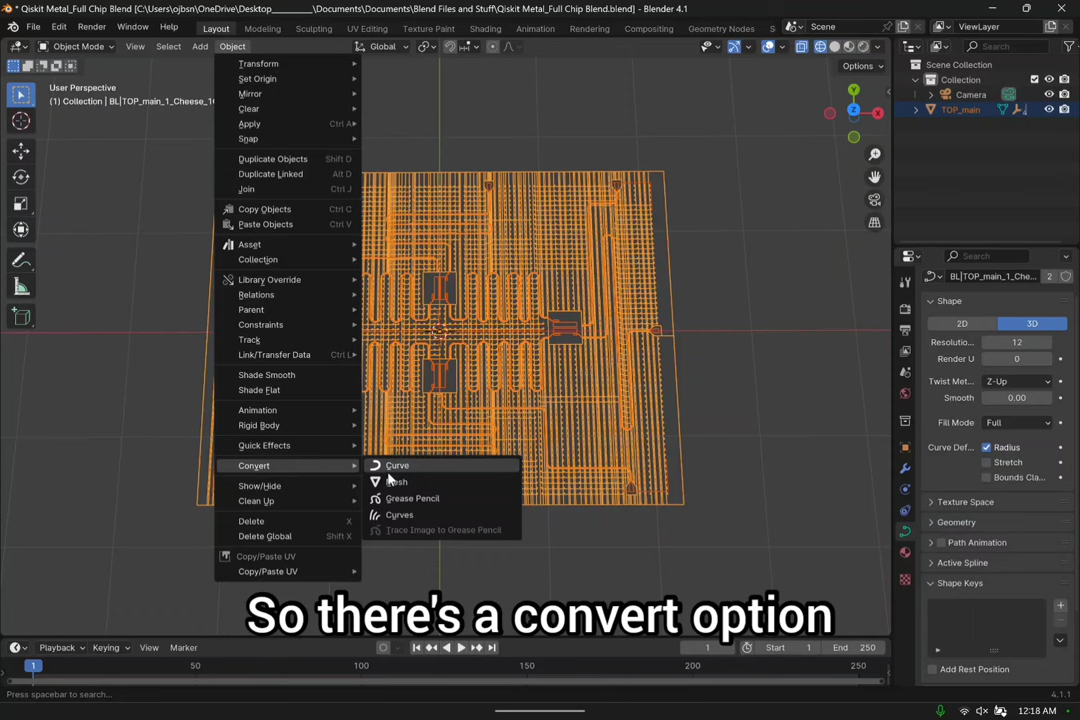 * Qiskit Metal_Full Chip Blend [C:\Users\ojbsn\OneDrive\Desktop__________\Documents\Documents\Blend Files and Stuff\Qiskit Metal_Full Chip Blend\Qiskit Metal_Full Chip Blend.blend] - Blender 4.1
File Edit Render Window Help Layout Modeling Sculpting UV Editing Texture Paint Shading Animation Rendering Compositing Geometry Nodes Scene ViewLayer
Object Mode View Select Add Object Global Search
Options
User Perspective
(1) Collection | BL|TOP_main_1_Cheese_1
Transform
Set Origin
Mirror
Clear
Apply Ctrl A
Snap
Duplicate Objects Shift D
Duplicate Linked Alt D
Join Ctrl J
Copy Objects Ctrl C
Paste Objects Ctrl V
Asset
Collection
Library Override
Relations
Parent
Constraints
Track
Link/Transfer Data Ctrl L
Shade Smooth
Shade Flat
Animation
Rigid Body
Quick Effects
Convert
Show/Hide
Clean Up
Delete X
Delete Global Shift X
Copy/Paste UV
Copy/Paste UV
Curve
Mesh
Grease Pencil
Curves
Trace Image to Grease Pencil
Y
X
Z
Scene Collection
Collection
Camera
TOP_main
Search
BL|TOP_main_1_Che... 2
Shape
2D 3D
Resolutio... 12
Render U 0
Twist Met... Z-Up
Smooth 0.00
Fill Mode Full
Curve Def... Radius
Stretch
Bounds Cla...
Texture Space
Geometry
Path Animation
Active Spline
Shape Keys
Add Rest Position
So there's a convert option
Playback Keying View Marker 1 Start 1 End 250
1 50 100 150 200 250
Press spacebar to search... 4.1.1
12:18 AM